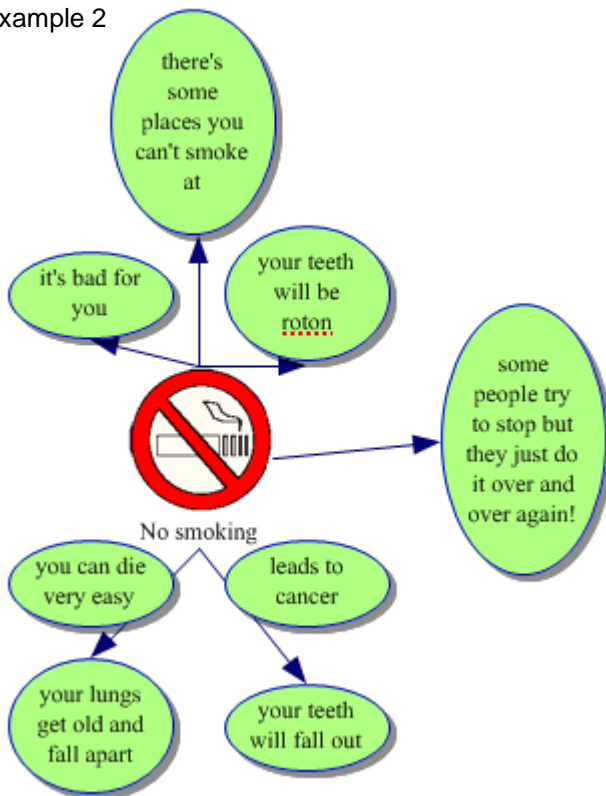 xample 2
there's
some
places you
can't smoke
at
it's bad for
you
your teeth
will be
roton
some
people try
to stop but
they just do
it over and
over again!
No smoking
you can die
very easy
leads to
cancer
your lungs
get old and
fall apart
your teeth
will fall out